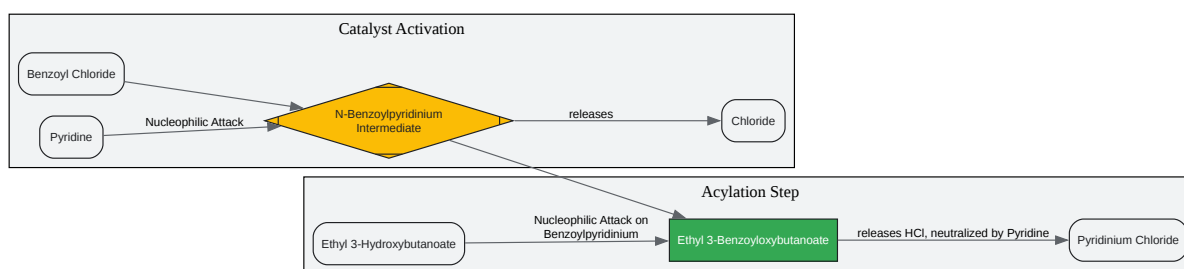 Catalyst Activation
Benzoyl Chloride
Pyridine
Nucleophilic Attack
N-Benzoylpyridinium
Intermediate
releases
Chloride
Acylation Step
Ethyl 3-Hydroxybutanoate
Nucleophilic Attack on
Benzoylpyridinium
Ethyl 3-Benzoyloxybutanoate
releases HCl, neutralized by Pyridine
Pyridinium Chloride